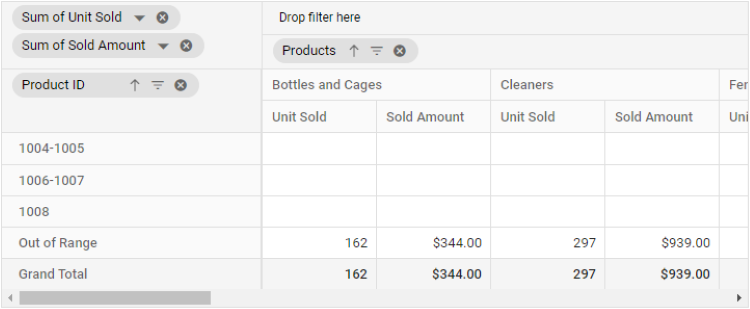 Sum of Unit Sold
Drop filter here
Sum of Sold Amount
Products
Product ID
Bottles and Cages Cleaners Fer
Unit Sold Sold Amount Unit Sold Sold Amount Uni
1004-1005
1006-1007
1008
Out of Range 162 $344.00 297 $939.00
Grand Total 162 $344.00 297 $939.00